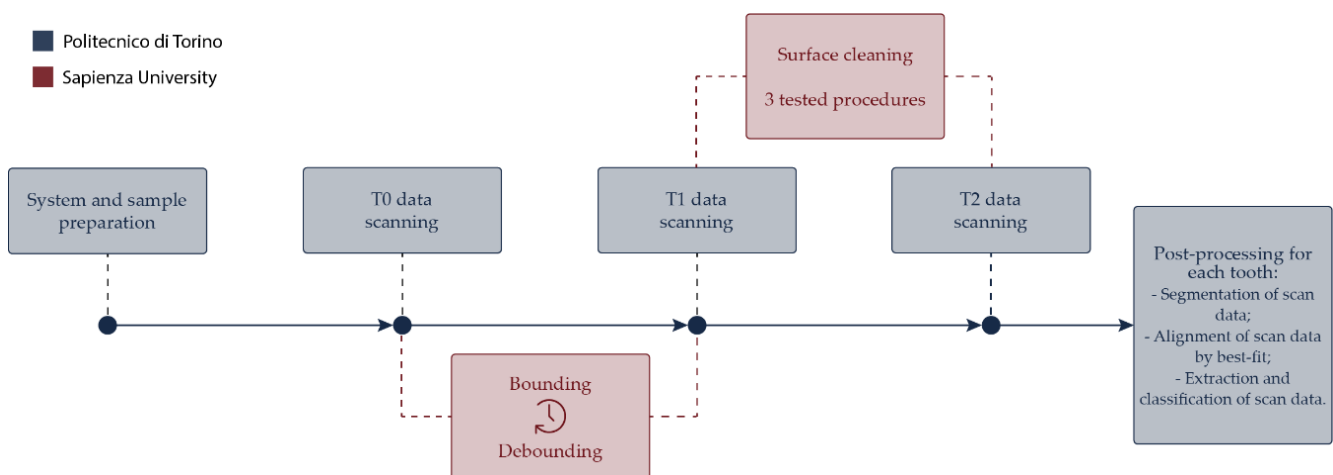 Politecnico di Torino
Sapienza University
Surface cleaning
3 tested procedures
System and sample
preparation
T0 data
scanning
T1 data
scanning
T2 data
scanning
Post-processing for
each tooth:
- Segmentation of scan
data;
- Alignment of scan data
by best-fit;
- Extraction and
classification of scan data.
Bounding
Debounding